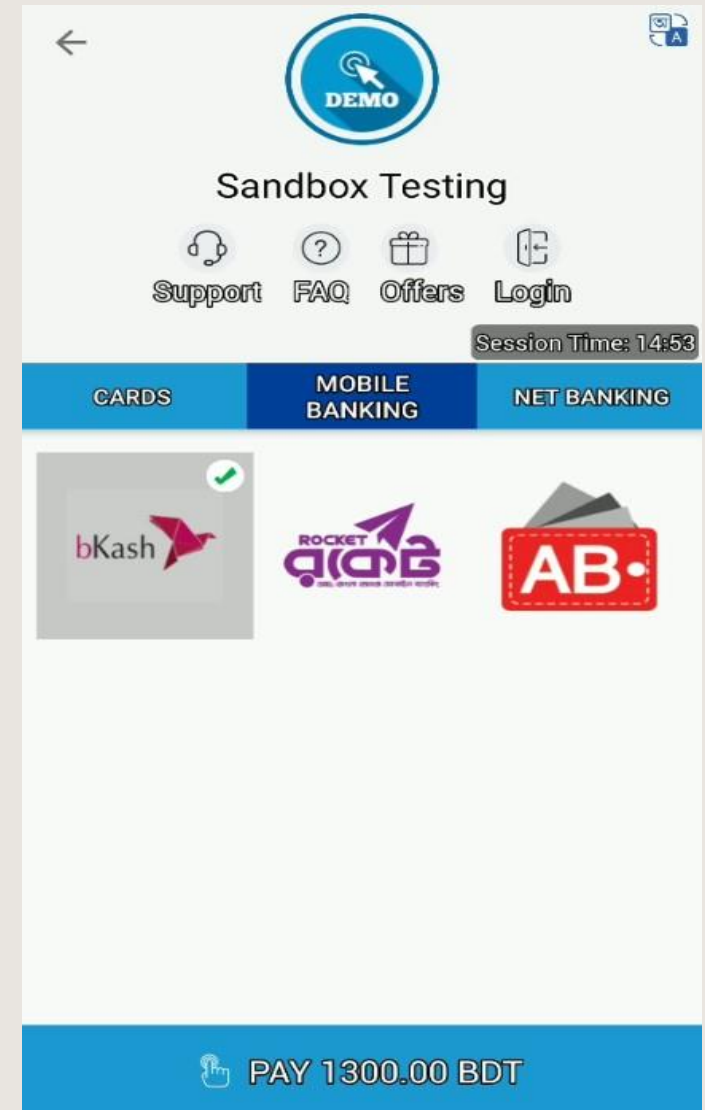 অ
A
DEMO
Sandbox Testing
Support FAQ Offers Login
Session Time: 14:53
CARDS
MOBILE
BANKING
NET BANKING
bKash
ROCKET
রকেট
AB
PAY 1300.00 BDT